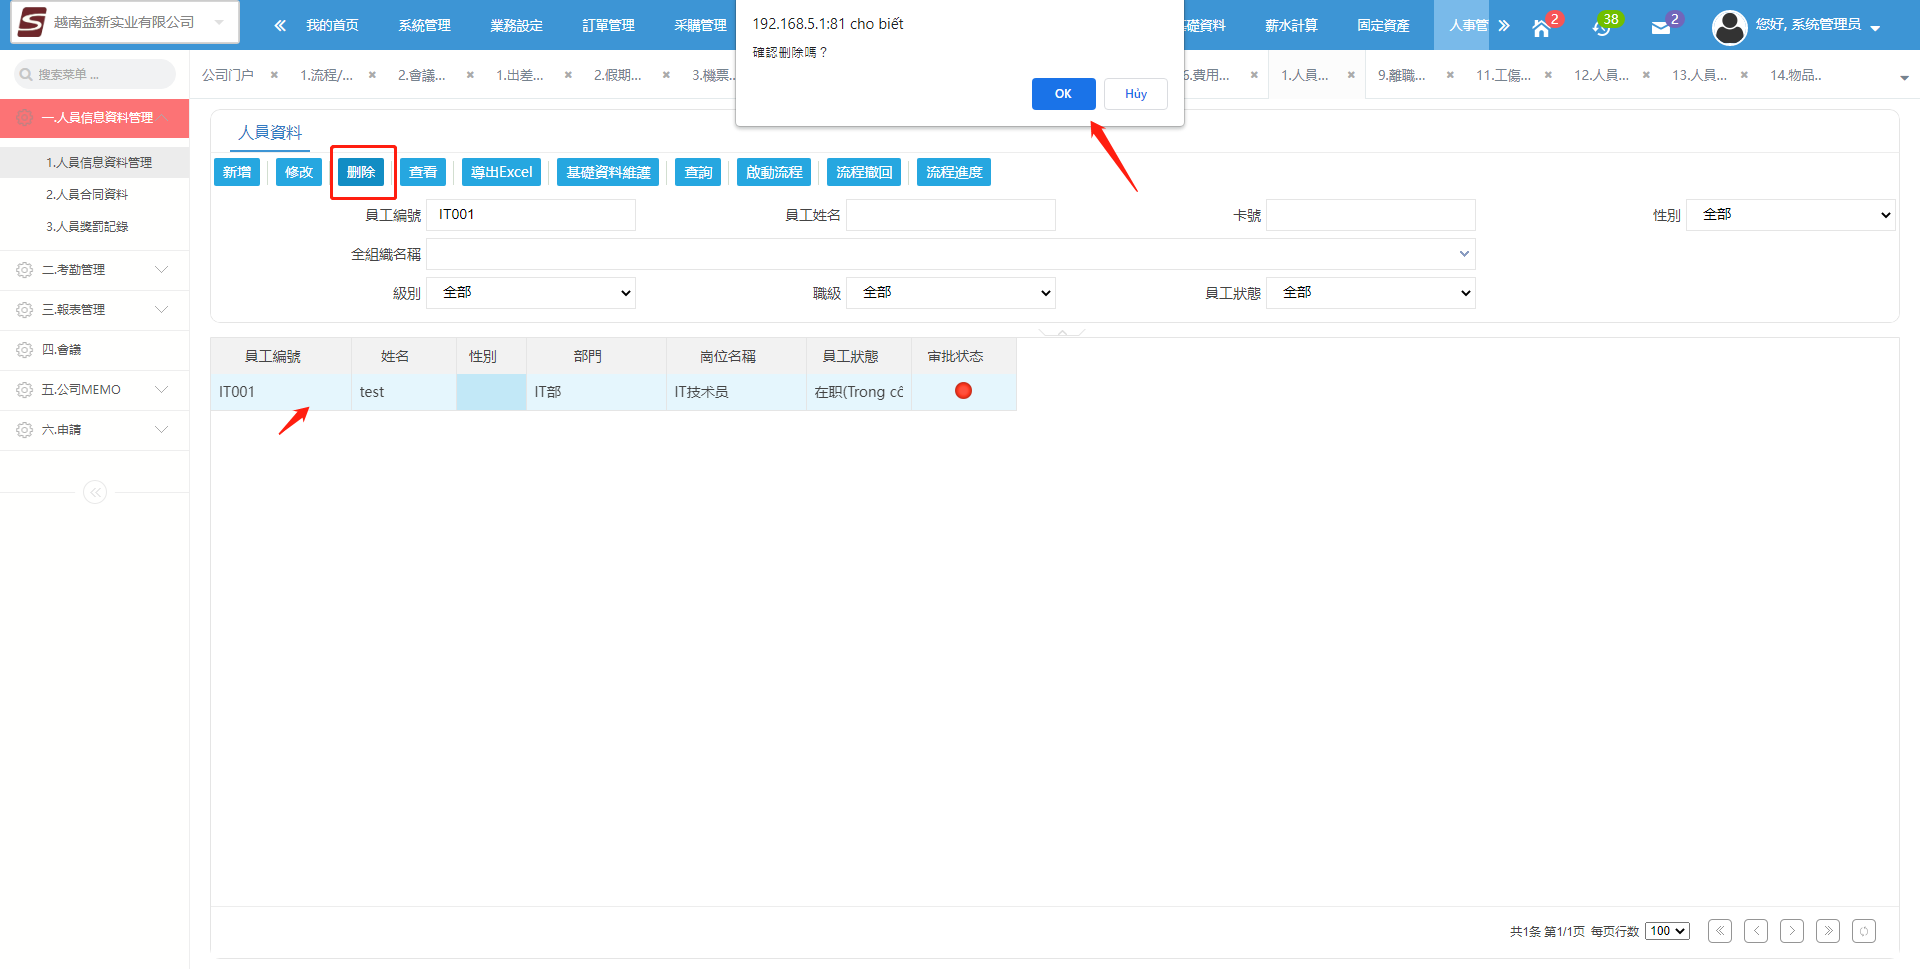 越南益新实业有限公司
我的首页 系統管理 業務設定 訂單管理 采購管理
192.168.5.1:81 cho biết
確認刪除嗎？
OK Hủy
礎資料 薪水計算 固定資產 人事管
2 38 2
您好, 系统管理员
搜索菜单 ...
公司门户 1.流程/... 2.會議... 1.出差... 2.假期... 3.機票... 6.費用... 1.人員... 9.離職... 11.工傷... 12.人員... 13.人員... 14.物品..
一.人員信息資料管理
1.人員信息資料管理
2.人員合同資料
3.人員獎罰記錄
二.考勤管理
三.報表管理
四.會議
五.公司MEMO
六.申請
人員資料
新增 修改 刪除 查看 導出Excel 基礎資料維護 查詢 啟動流程 流程撤回 流程進度
員工編號 IT001 員工姓名 卡號 性別 全部
全組織名稱
級別 全部 職級 全部 員工狀態 全部
員工編號 姓名 性別 部門 崗位名稱 員工狀態 审批状态
IT001 test IT部 IT技术员 在职(Trong cô
共1条 第1/1页 每页行数 100